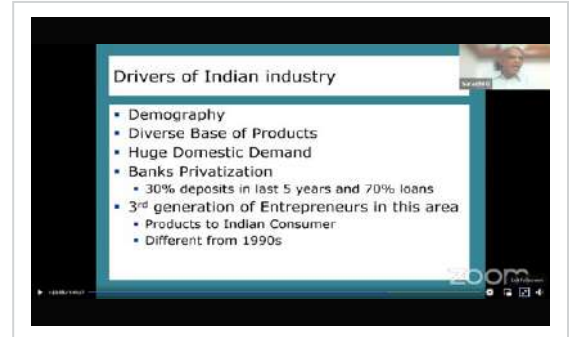 Drivers of Indian industry
Demography
Diverse Base of Products
Huge Domestic Demand
Banks Privatization
30% deposits in last 5 years and 70% loans
3rd generation of Entrepreneurs in this area
Products to Indian Consumer
Different from 1990s
zoom